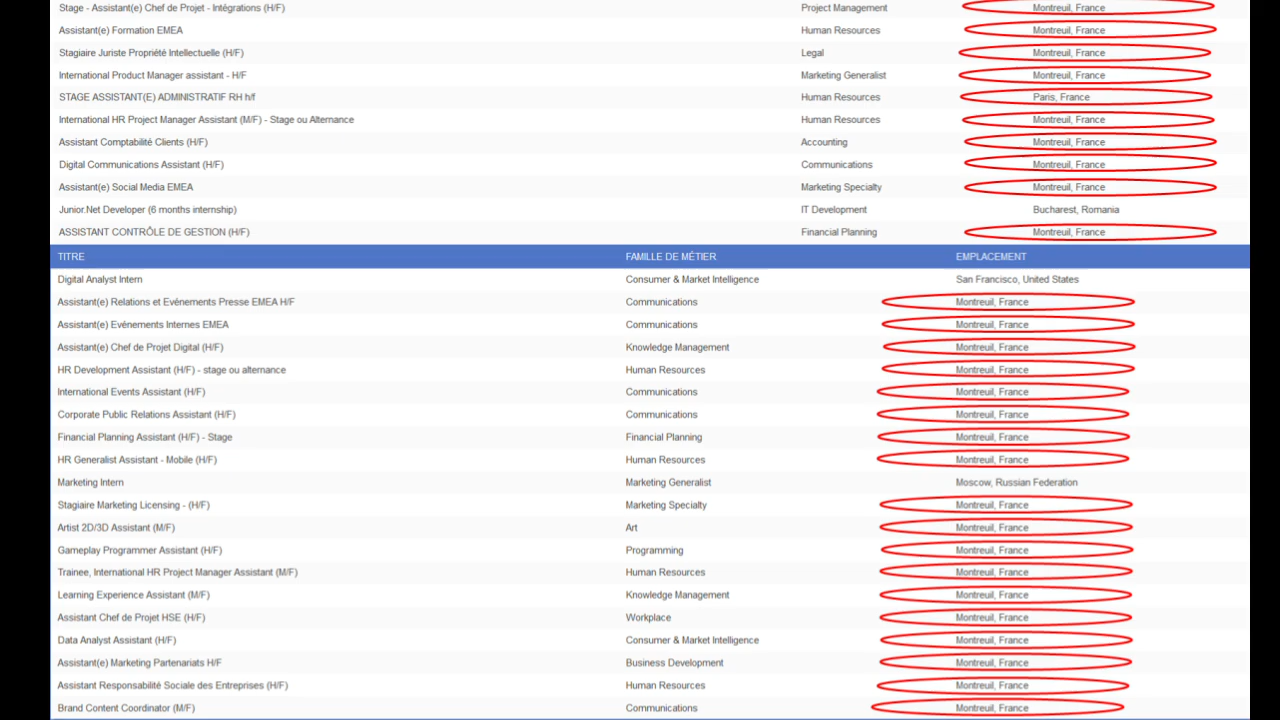 Stage - Assistant(e) Chef de Projet - Intégrations (H/F) Project Management Montreuil, France
Assistant(e) Formation EMEA Human Resources Montreuil, France
Stagiaire Juriste Propriété Intellectuelle (H/F) Legal Montreuil, France
International Product Manager assistant - H/F Marketing Generalist Montreuil, France
STAGE ASSISTANT(E) ADMINISTRATIF RH h/f Human Resources Paris, France
International HR Project Manager Assistant (M/F) - Stage ou Alternance Human Resources Montreuil, France
Assistant Comptabilité Clients (H/F) Accounting Montreuil, France
Digital Communications Assistant (H/F) Communications Montreuil, France
Assistant(e) Social Media EMEA Marketing Specialty Montreuil, France
Junior.Net Developer (6 months internship) IT Development Bucharest, Romania
ASSISTANT CONTRÔLE DE GESTION (H/F) Financial Planning Montreuil, France
TITRE FAMILLE DE MÉTIER EMPLACEMENT
Digital Analyst Intern Consumer & Market Intelligence San Francisco, United States
Assistant(e) Relations et Evénements Presse EMEA H/F Communications Montreuil, France
Assistant(e) Evénements Internes EMEA Communications Montreuil, France
Assistant(e) Chef de Projet Digital (H/F) Knowledge Management Montreuil, France
HR Development Assistant (H/F) - stage ou alternance Human Resources Montreuil, France
International Events Assistant (H/F) Communications Montreuil, France
Corporate Public Relations Assistant (H/F) Communications Montreuil, France
Financial Planning Assistant (H/F) - Stage Financial Planning Montreuil, France
HR Generalist Assistant - Mobile (H/F) Human Resources Montreuil, France
Marketing Intern Marketing Generalist Moscow, Russian Federation
Stagiaire Marketing Licensing - (H/F) Marketing Specialty Montreuil, France
Artist 2D/3D Assistant (M/F) Art Montreuil, France
Gameplay Programmer Assistant (H/F) Programming Montreuil, France
Trainee, International HR Project Manager Assistant (M/F) Human Resources Montreuil, France
Learning Experience Assistant (M/F) Knowledge Management Montreuil, France
Assistant Chef de Projet HSE (H/F) Workplace Montreuil, France
Data Analyst Assistant (H/F) Consumer & Market Intelligence Montreuil, France
Assistant(e) Marketing Partenariats H/F Business Development Montreuil, France
Assistant Responsabilité Sociale des Entreprises (H/F) Human Resources Montreuil, France
Brand Content Coordinator (M/F) Communications Montreuil, France